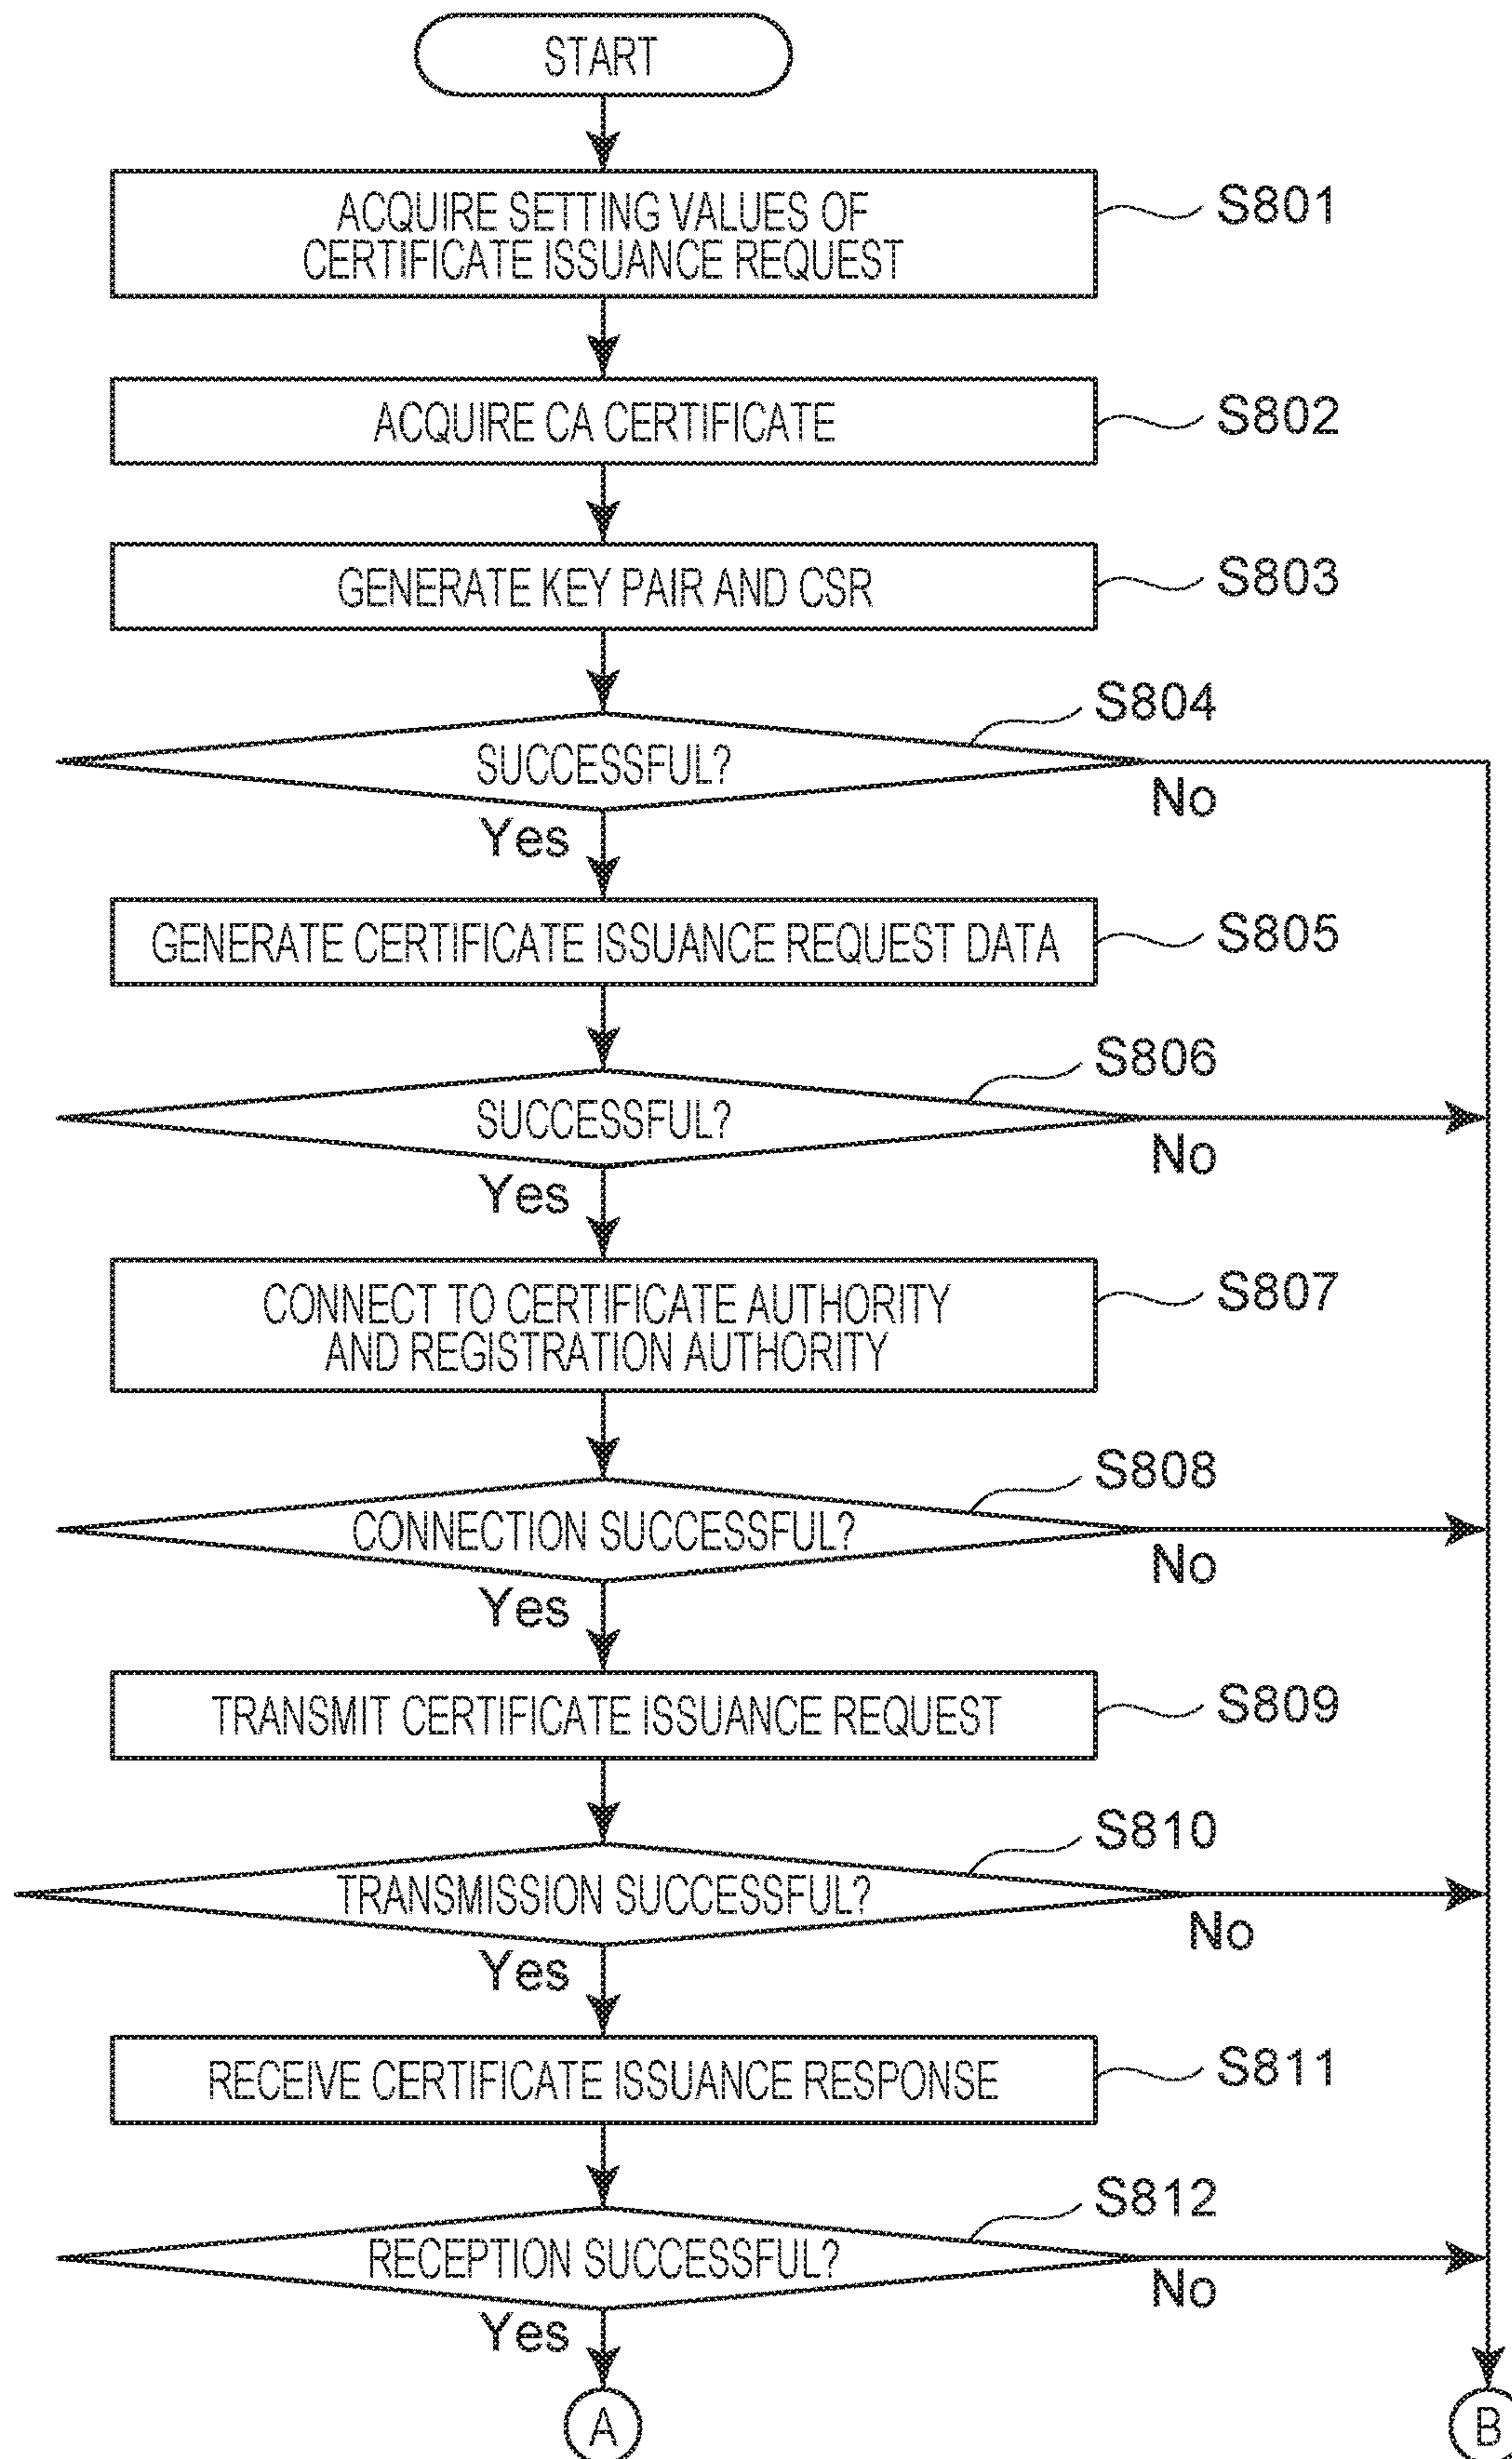 START
ACQUIRE SETTING VALUES OF
CERTIFICATE ISSUANCE REQUEST
S801
ACQUIRE CA CERTIFICATE
S802
GENERATE KEY PAIR AND CSR
S803
S804
SUCCESSFUL?
No
Yes
GENERATE CERTIFICATE ISSUANCE REQUEST DATA
S805
S806
SUCCESSFUL?
No
Yes
CONNECT TO CERTIFICATE AUTHORITY
AND REGISTRATION AUTHORITY
S807
S808
CONNECTION SUCCESSFUL?
No
Yes
TRANSMIT CERTIFICATE ISSUANCE REQUEST
S809
S810
TRANSMISSION SUCCESSFUL?
No
Yes
RECEIVE CERTIFICATE ISSUANCE RESPONSE
S811
S812
RECEPTION SUCCESSFUL?
No
Yes
A
B